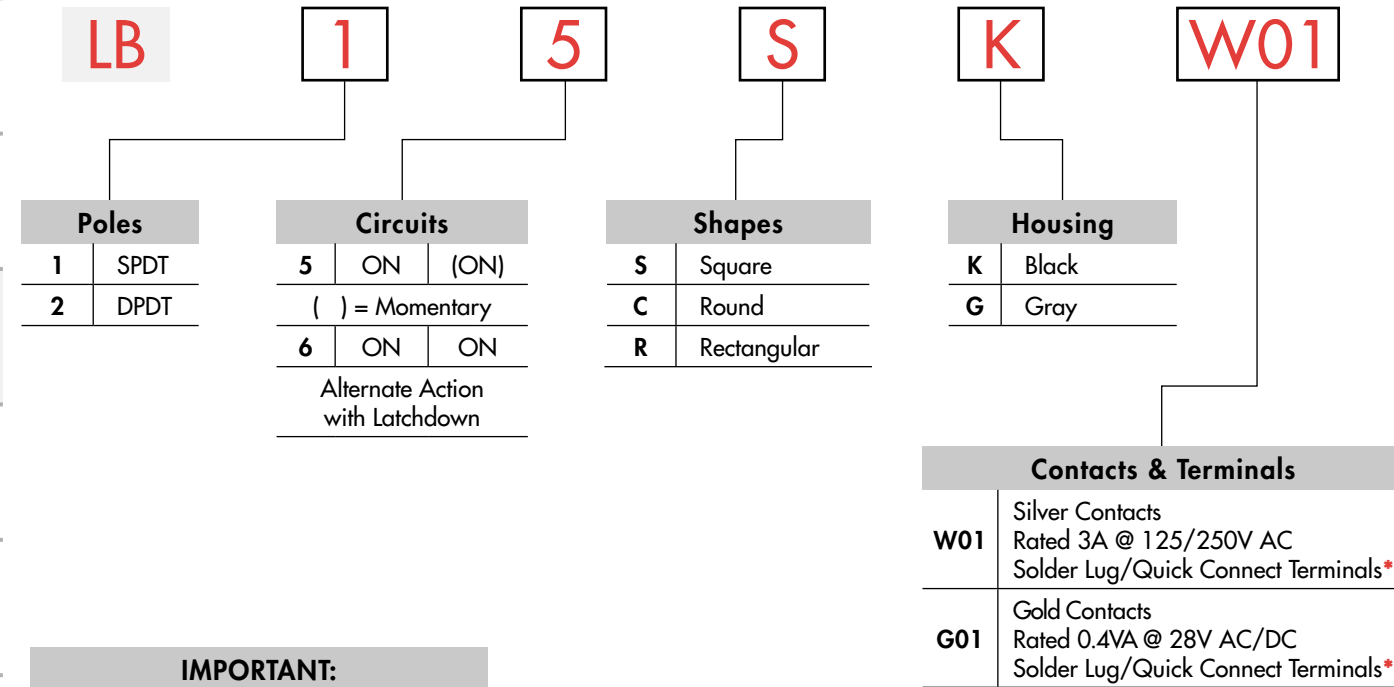 LB 1 5 S K W01
Poles
1 SPDT
2 DPDT
Circuits
5 ON (ON)
( ) = Momentary
6 ON ON
Alternate Action
with Latchdown
Shapes
S Square
C Round
R Rectangular
Housing
K Black
G Gray
Contacts & Terminals
W01
Silver Contacts
Rated 3A @ 125/250V AC
Solder Lug/Quick Connect Terminals*
G01
Gold Contacts
Rated 0.4VA @ 28V AC/DC
Solder Lug/Quick Connect Terminals*
IMPORTANT: